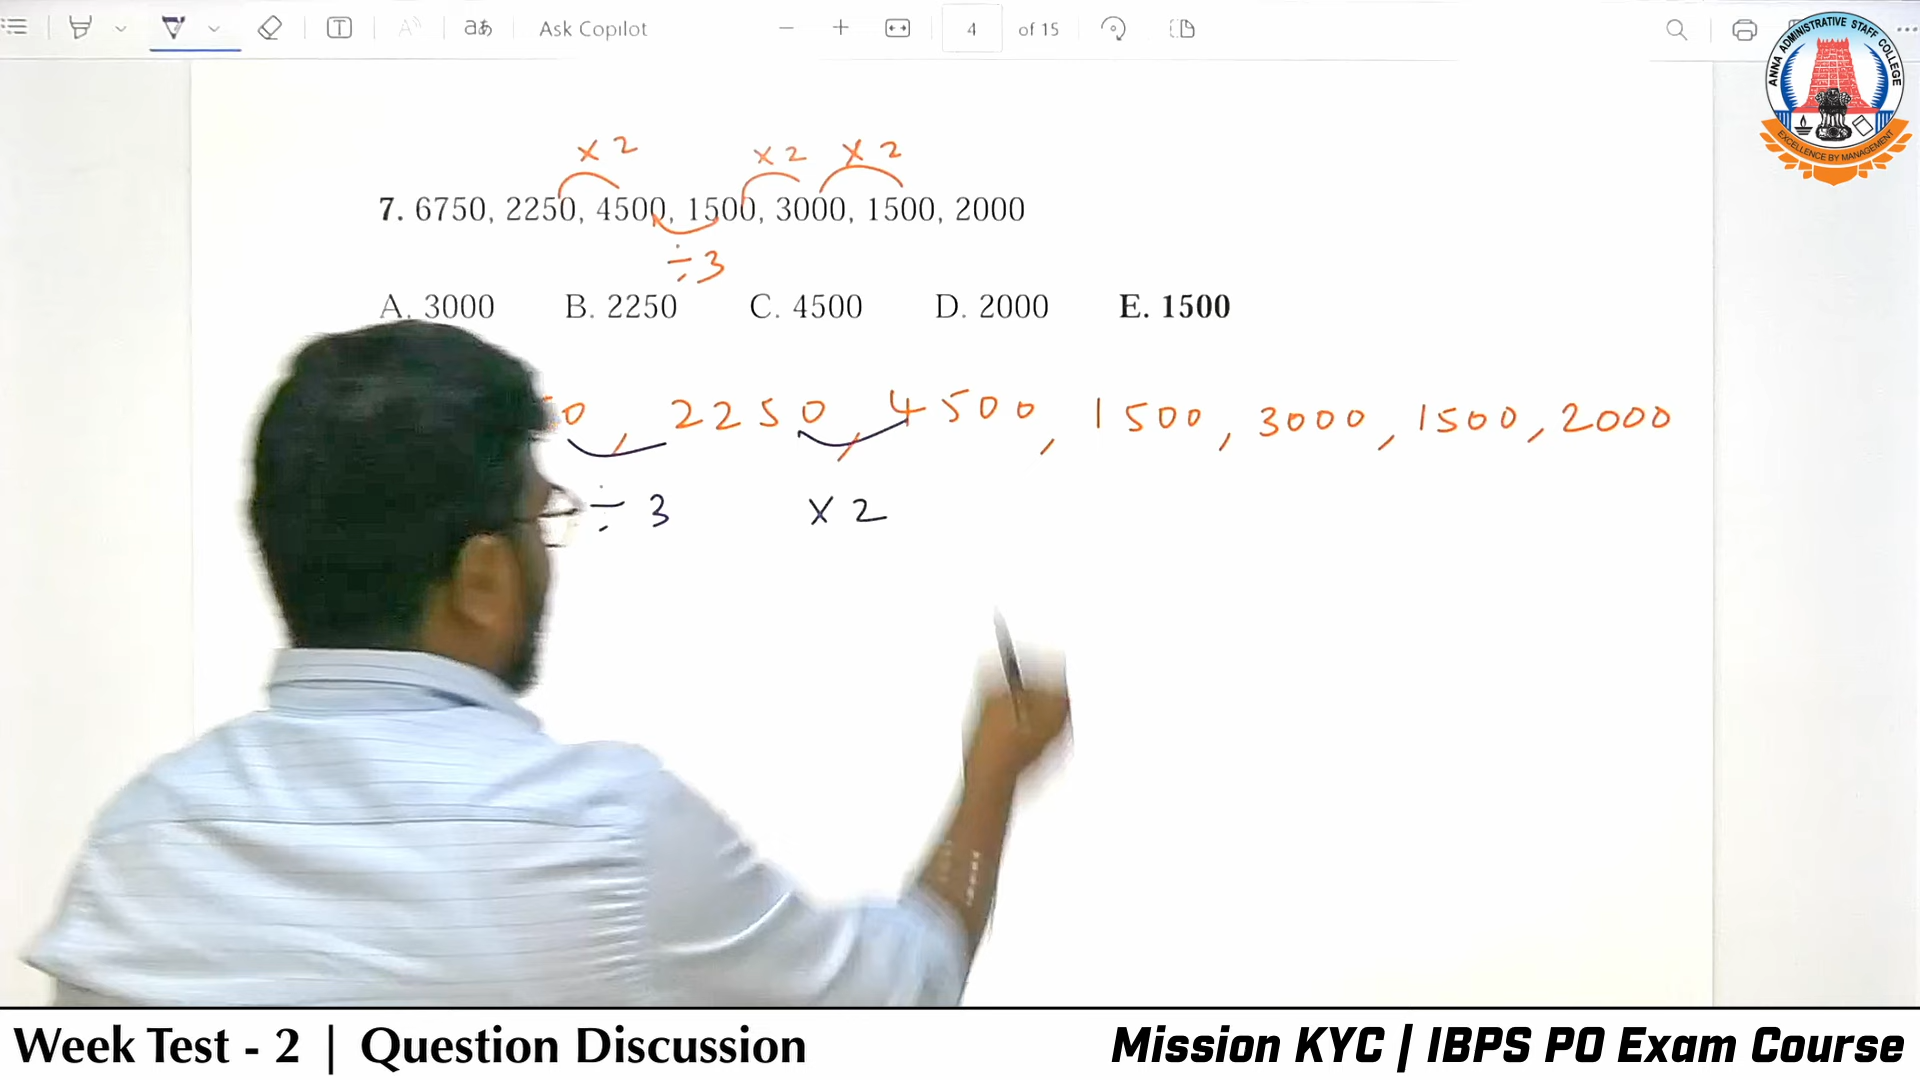 Ask Copilot
4 of 15
ANNA ADMINISTRATIVE STAFF COLLEGE
EXCELLENCE BY MANAGEMENT
× 2 × 2 × 2
7. 6750, 2250, 4500, 1500, 3000, 1500, 2000
÷ 3
A. 3000 B. 2250 C. 4500 D. 2000 E. 1500
0, 2250, 4500, 1500, 3000, 1500, 2000
÷ 3 × 2
Week Test - 2 | Question Discussion
Mission KYC | IBPS PO Exam Course